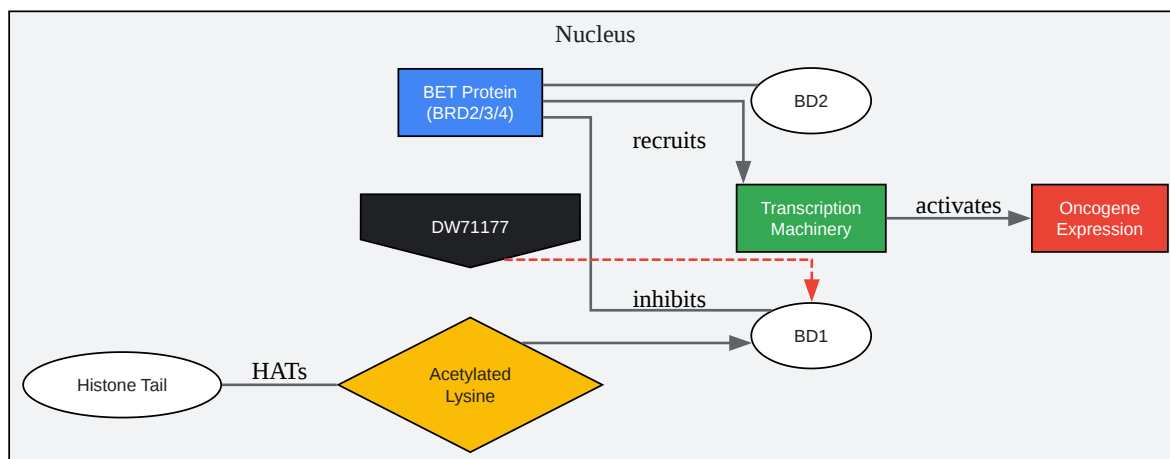 Nucleus
BET Protein
(BRD2/3/4)
BD2
recruits
DW71177
Transcription
Machinery
activates
Oncogene
Expression
inhibits
BD1
Histone Tail
HATs
Acetylated
Lysine